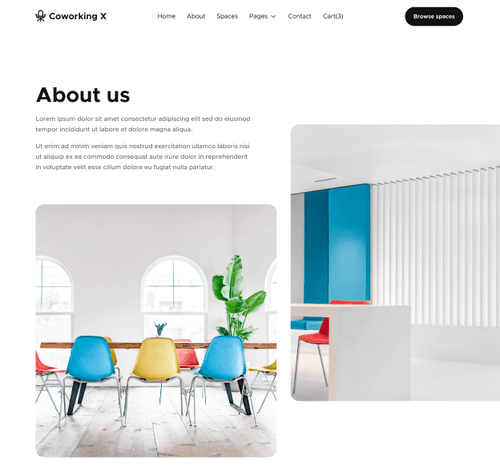 Coworking X
Home About Spaces Pages Contact Cart(3)
Browse spaces
About us
Lorem ipsum dolor sit amet consectetur adipiscing elit sed do eiusmod
tempor incididunt ut labore et dolore magna aliqua.
Ut enim ad minim veniam quis nostrud exercitation ullamco laboris nisi
ut aliquip ex ea commodo consequat aute irure dolor in reprehenderit
in voluptate velit esse cillum dolore eu fugiat nulla pariatur.